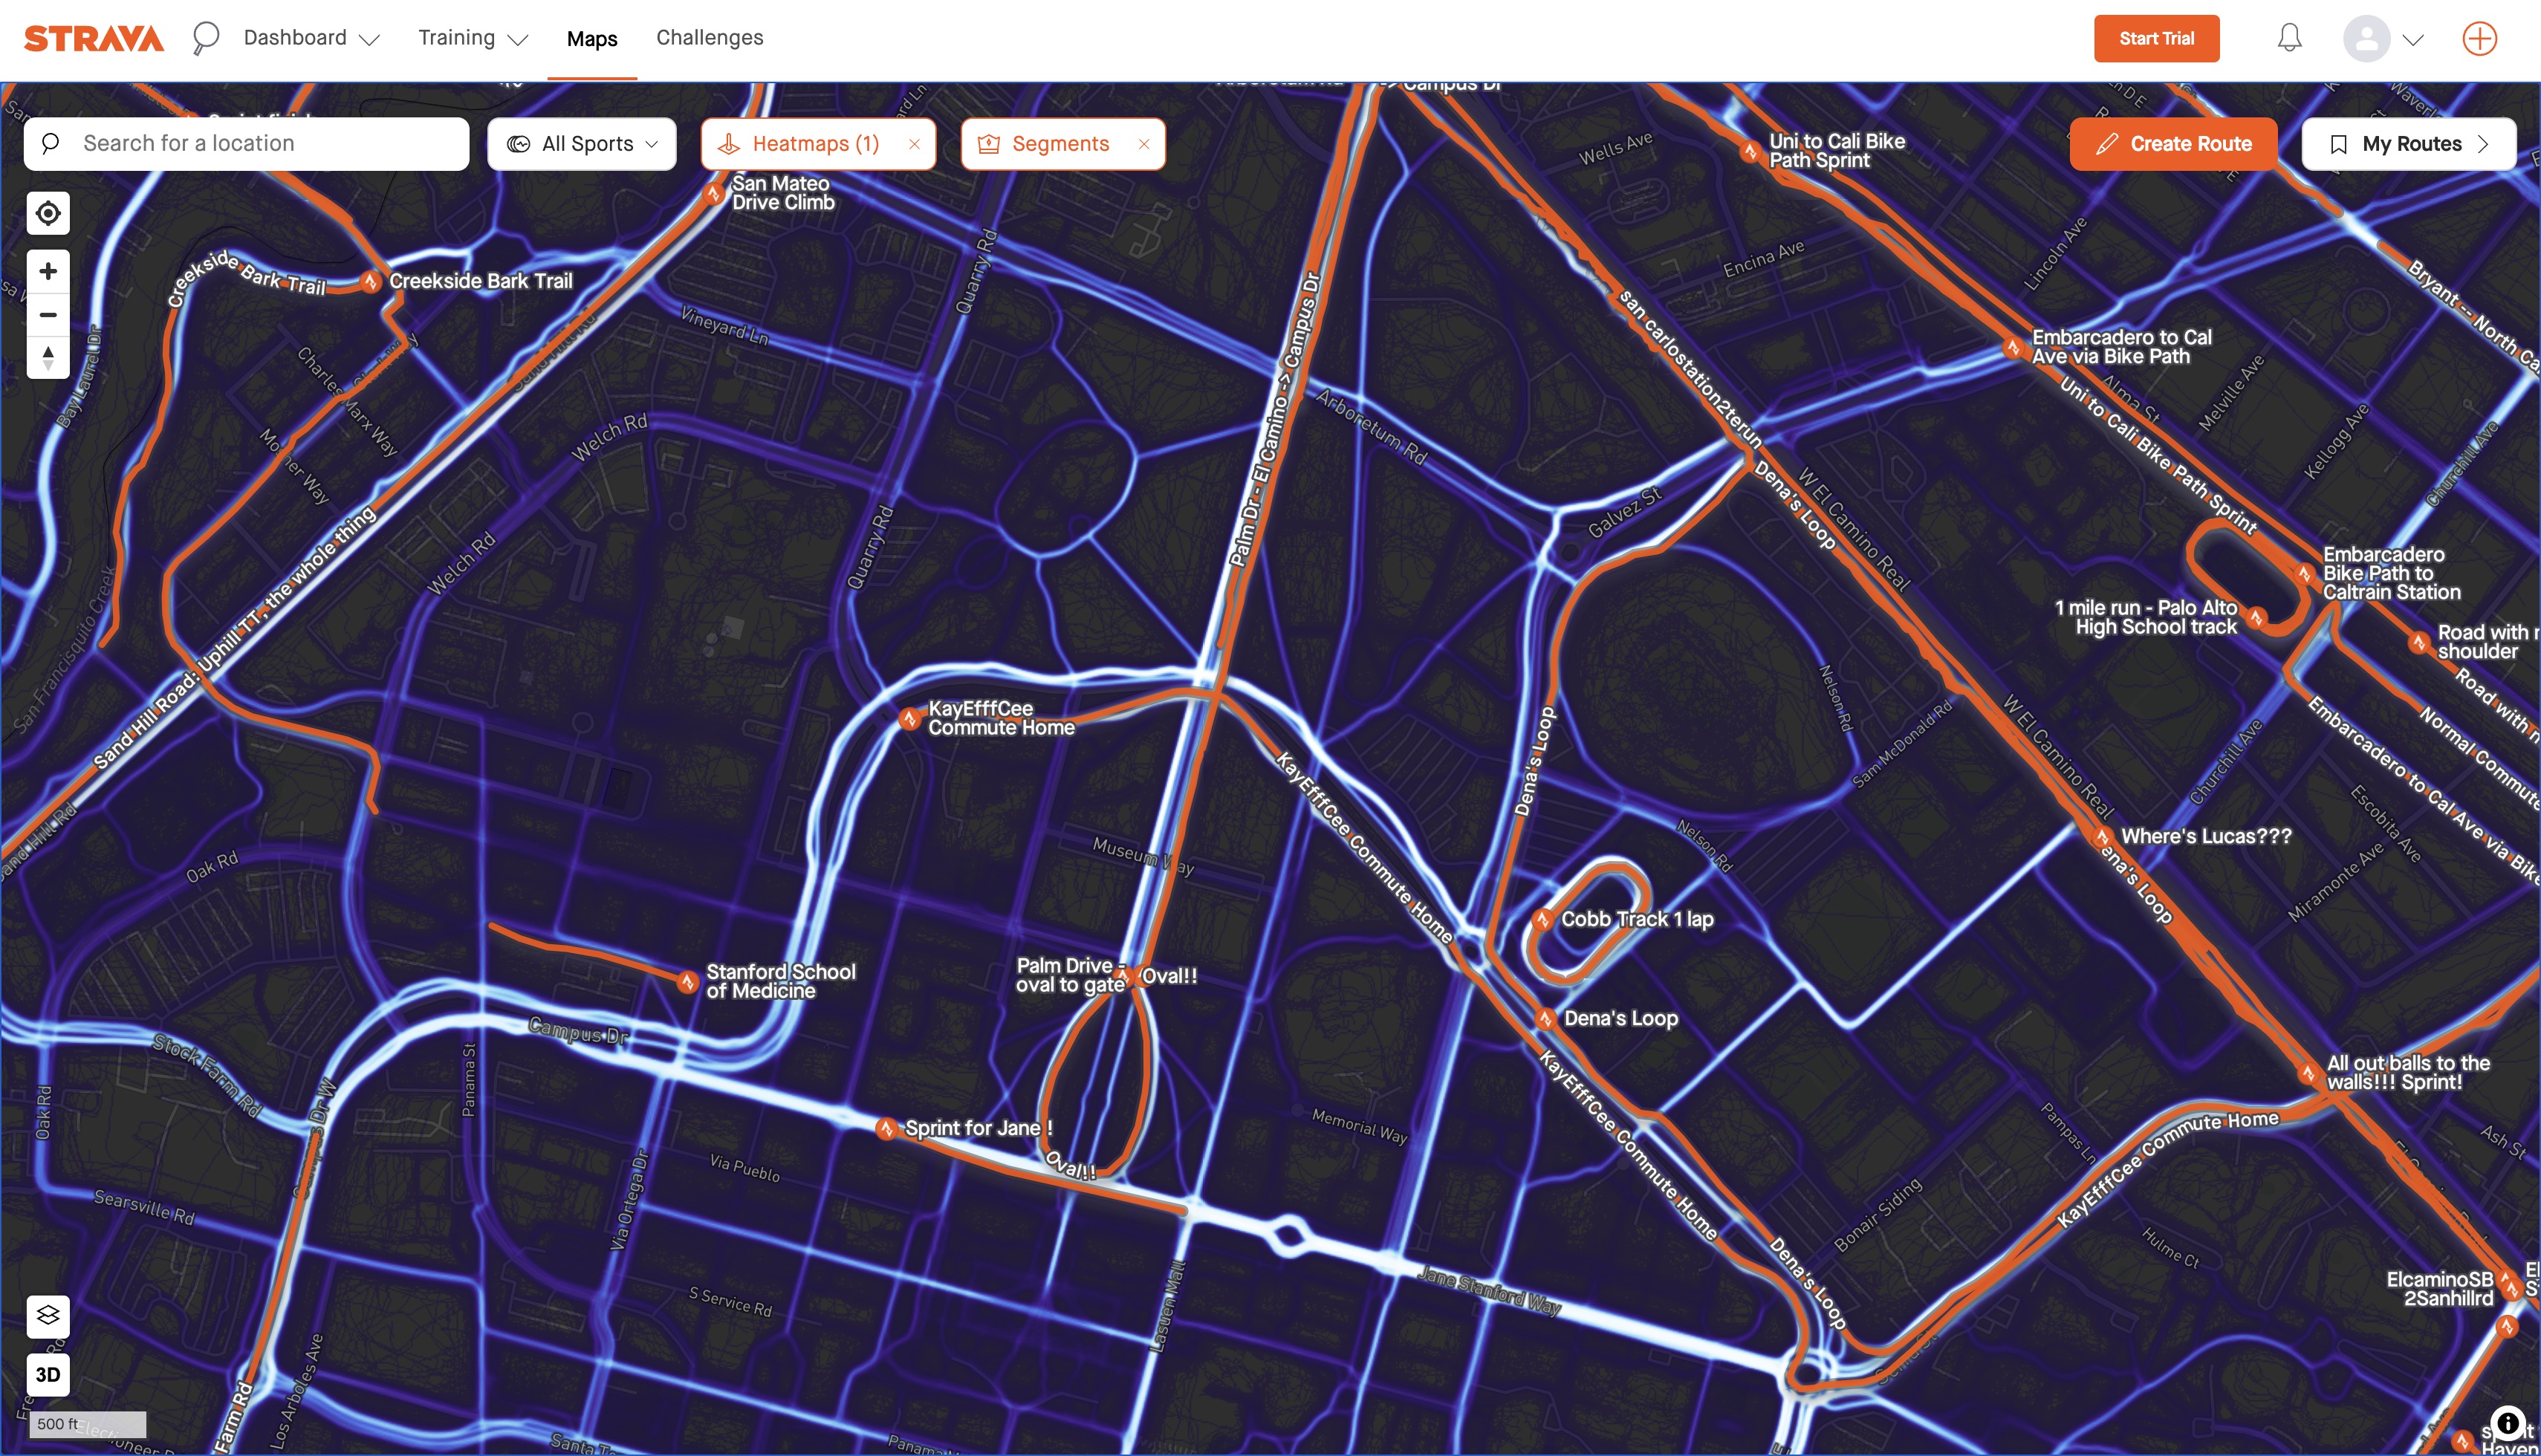 STRAVA
Dashboard
Training
Maps
Challenges
Start Trial
Search for a location
All Sports
Heatmaps (1)
Segments
Create Route
My Routes
San Mateo
Drive Climb
Wells Ave
Uni to Cali Bike
Path Sprint
Creekside Bark Trail
Creekside Bark Trail
Quarry Rd
Encina Ave
Lincoln Ave
Bryant -- North Ca
Vineyard Ln
Palm Dr - El Camino -> Campus Dr
san carlostation2terun
Embarcadero to Cal
Ave via Bike Path
Bay Laurel Dr
Charles Marx Way
Welch Rd
Arboretum Rd
Alma St
Melville Ave
Kellogg Ave
Churchill Ave
Uni to Cali Bike Path Sprint
Dena's Loop
W El Camino Real
Galvez St
Welch Rd
Quarry Rd
San Francisquito Creek
Sand Hill Road: Uphill TT, the whole thing
Embarcadero
Bike Path to
Caltrain Station
1 mile run - Palo Alto
High School track
Road with r
shoulder
Road with n
Nelson Rd
Sam McDonald Rd
W El Camino Real
Churchill Ave
Normal Commute
Embarcadero to Cal Ave via Bike
KayEfffCee
Commute Home
KayEfffCee Commute Home
Dena's Loop
Museum Way
Nelson Rd
Where's Lucas???
Escobita Ave
Miramonte Ave
Oak Rd
Cobb Track 1 lap
Dena's Loop
Stanford School
of Medicine
Palm Drive -
oval to gate
Oval!!
Dena's Loop
Campus Dr
Stock Farm Rd
Panama St
Oak Rd
Sprint for Jane !
Oval!!
Memorial Way
All out balls to the
walls!!! Sprint!
KayEfffCee Commute Home
KayEfffCee Commute Home
Pampas Ln
Ash St
Via Pueblo
Via Ortega Dr
Searsville Rd
Bonair Siding
Hulme Ct
Dena's Loop
Jane Stanford Way
Lasuen Mall
S Service Rd
ElcaminoSB
2Sanhillrd
Los Arboles Ave
Farm Rd
3D
500 ft